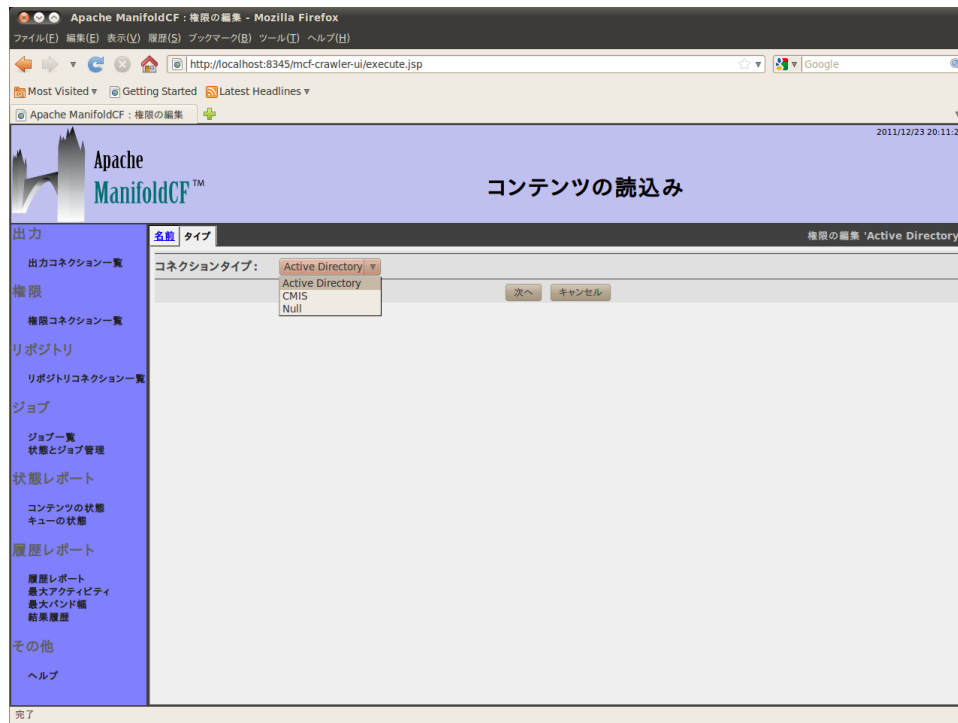 Apache ManifoldCF : 権限の編集 - Mozilla Firefox
ファイル(F) 編集(E) 表示(V) 履歴(S) ブックマーク(B) ツール(T) ヘルプ(H)
http://localhost:8345/mcf-crawler-ui/execute.jsp Google
Most Visited Getting Started Latest Headlines
Apache ManifoldCF : 権限の編集
2011/12/23 20:11:2
Apache
ManifoldCF™
コンテンツの読込み
名前 タイプ 権限の編集 'Active Directory
コネクションタイプ： Active Directory
Active Directory
CMIS
Null
次へ キャンセル
出力
出力コネクション一覧
権限
権限コネクション一覧
リポジトリ
リポジトリコネクション一覧
ジョブ
ジョブ一覧
状態とジョブ管理
状態レポート
コンテンツの状態
キューの状態
履歴レポート
履歴レポート
最大アクティビティ
最大バンド幅
結果履歴
その他
ヘルプ
完了